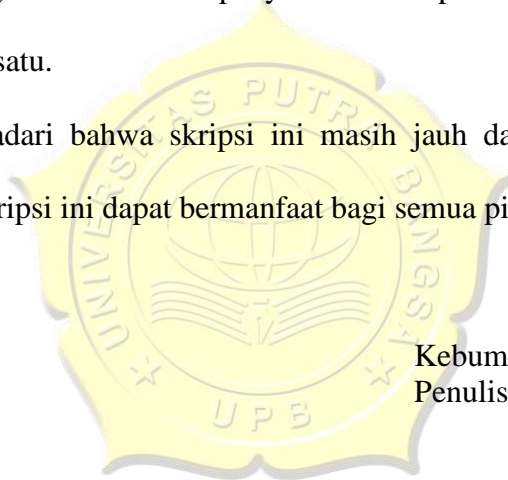 satu.
adari bahwa skripsi ini masih jauh da
ripsi ini dapat bermanfaat bagi semua pi
UNIVERSITAS PUTRA BANGSA
UPB
Kebum
Penulis